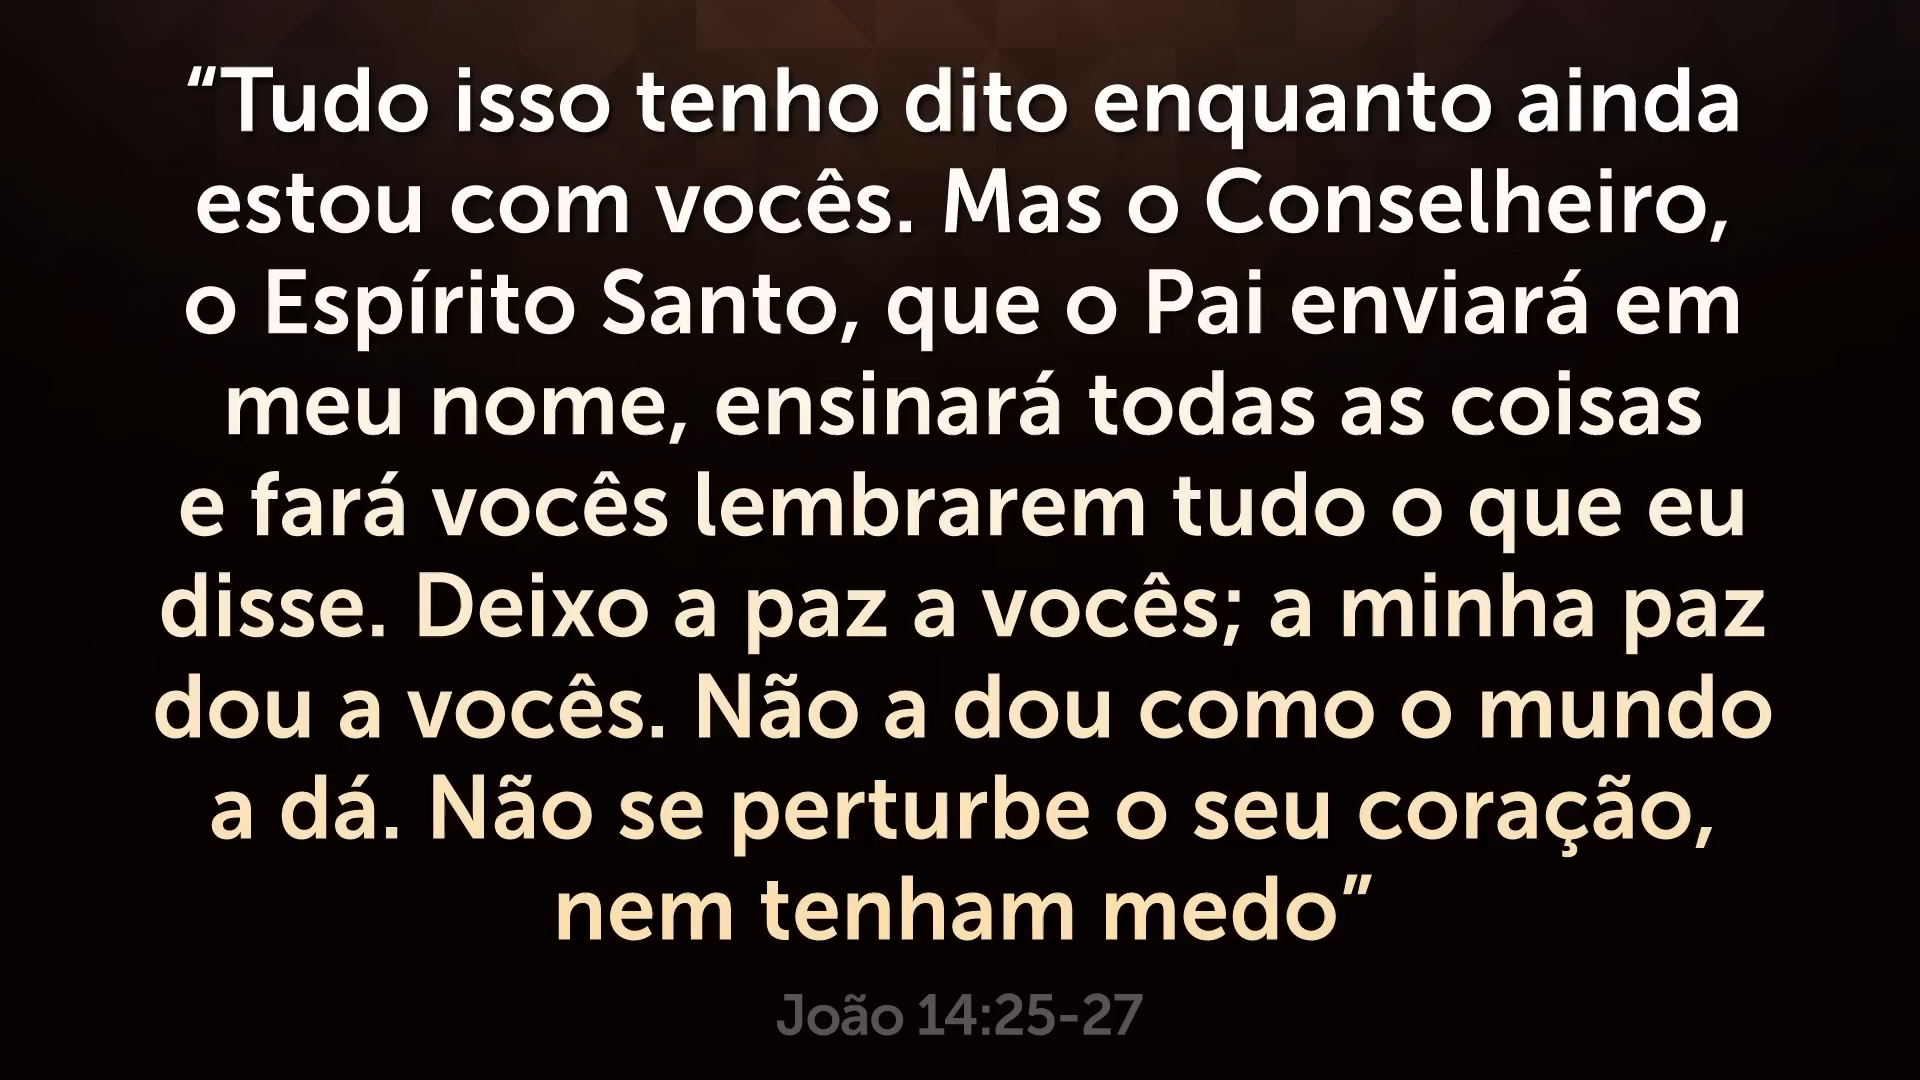 “Tudo isso tenho dito enquanto ainda
estou com vocês. Mas o Conselheiro,
o Espírito Santo, que o Pai enviará em
meu nome, ensinará todas as coisas
e fará vocês lembrarem tudo o que eu
disse. Deixo a paz a vocês; a minha paz
dou a vocês. Não a dou como o mundo
a dá. Não se perturbe o seu coração,
nem tenham medo”
João 14:25-27